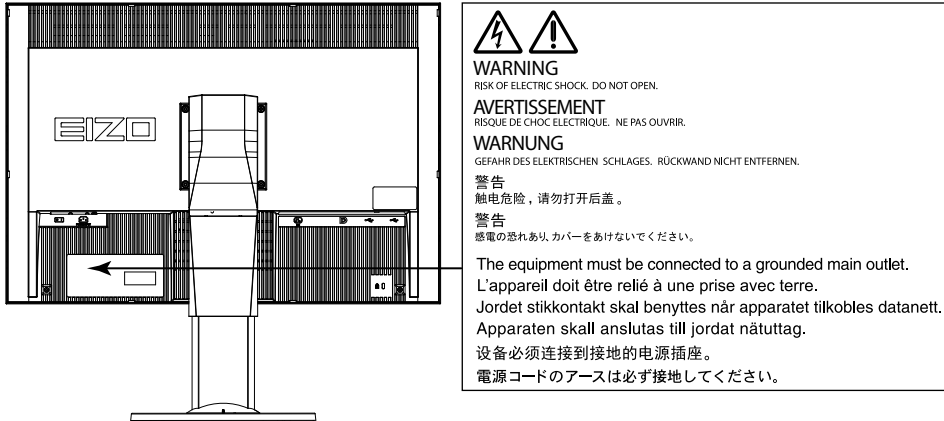 EIZO
WARNING
RISK OF ELECTRIC SHOCK. DO NOT OPEN.
AVERTISSEMENT
RISQUE DE CHOC ELECTRIQUE. NE PAS OUVRIR.
WARNUNG
GEFAHR DES ELEKTRISCHEN SCHLAGES. RÜCKWAND NICHT ENTFERNEN.
警告
触电危险，请勿打开后盖。
警告
感電の恐れあり，カバーをあけないでください。
The equipment must be connected to a grounded main outlet.
L'appareil doit être relié à une prise avec terre.
Jordet stikkontakt skal benyttes når apparatet tilkobles datanett.
Apparaten skall anslutas till jordat nätuttag.
设备必须连接到接地的电源插座。
電源コードのアースは必ず接地してください。